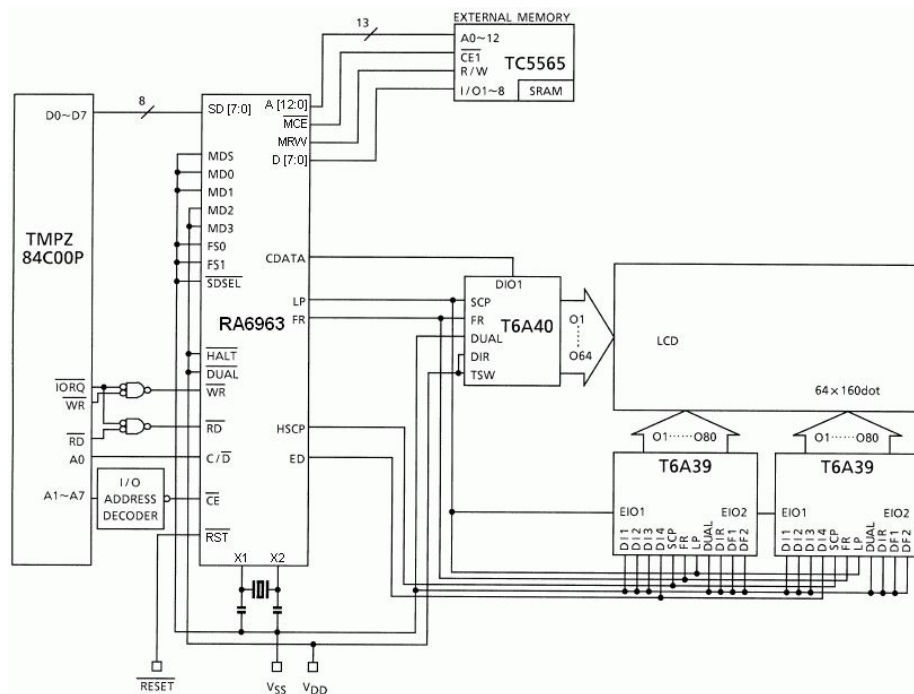 EXTERNAL MEMORY
13
A0~12
CE1
R/W
I/O1~8
TC5565
SRAM
D0~D7
8
SD [7:0]
A [12:0]
MCE
MRW
D [7:0]
MDS
MD0
MD1
MD2
MD3
FS0
FS1
SDSEL
TMPZ
84C00P
CDATA
LP
FR
RA6963
DIO1
SCP
FR
DUAL
DIR
TSW
T6A40
O1
O64
LCD
64×160dot
HALT
DUAL
IORQ
WR
WR
RD
RD
HSCP
ED
A0
C/D
A1~A7
I/O
ADDRESS
DECODER
CE
RST
X1
X2
O1······O80
O1······O80
T6A39
T6A39
EIO1
EIO2
EIO1
EIO2
DI1
DI2
DI3
DI4
SCP
FR
LP
DUAL
DIR
DF1
DF2
DI1
DI2
DI3
DI4
SCP
FR
LP
DUAL
DIR
DF1
DF2
RESET
VSS
VDD